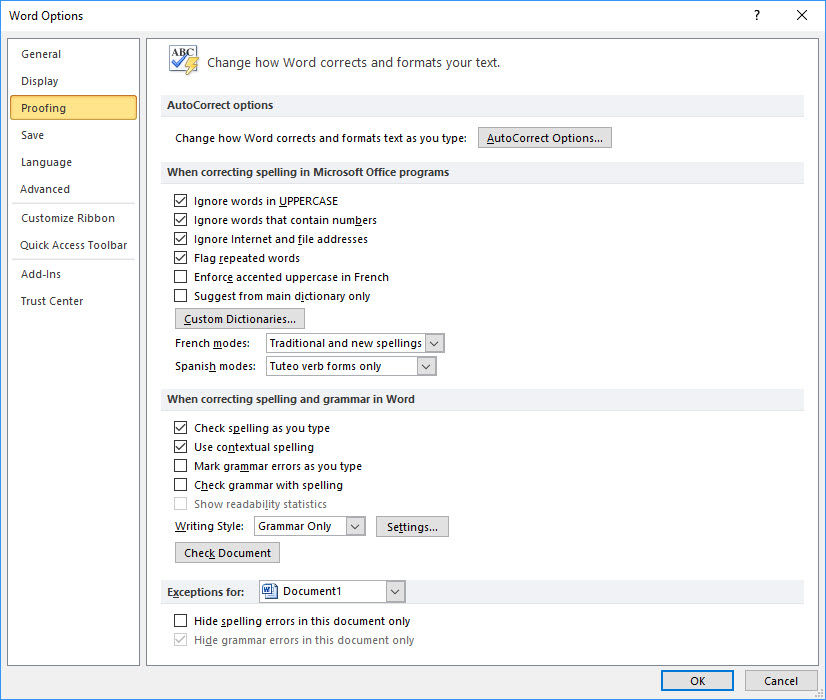 Word Options
?
General
Display
Proofing
Save
Language
Advanced
Customize Ribbon
Quick Access Toolbar
Add-Ins
Trust Center
ABC
Change how Word corrects and formats your text.
AutoCorrect options
Change how Word corrects and formats text as you type: AutoCorrect Options...
When correcting spelling in Microsoft Office programs
Ignore words in UPPERCASE
Ignore words that contain numbers
Ignore Internet and file addresses
Flag repeated words
Enforce accented uppercase in French
Suggest from main dictionary only
Custom Dictionaries...
French modes: Traditional and new spellings
Spanish modes: Tuteo verb forms only
When correcting spelling and grammar in Word
Check spelling as you type
Use contextual spelling
Mark grammar errors as you type
Check grammar with spelling
Show readability statistics
Writing Style: Grammar Only Settings...
Check Document
Exceptions for: Document1
Hide spelling errors in this document only
Hide grammar errors in this document only
OK Cancel